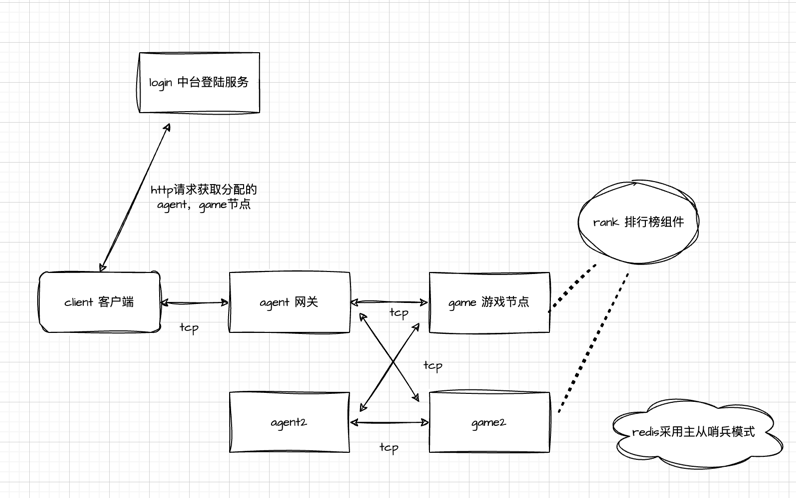 login 中台登陆服务
http请求获取分配的
agent，game节点
rank 排行榜组件
client 客户端
tcp
agent 网关
tcp
game 游戏节点
tcp
agent2
tcp
game2
redis采用主从哨兵模式